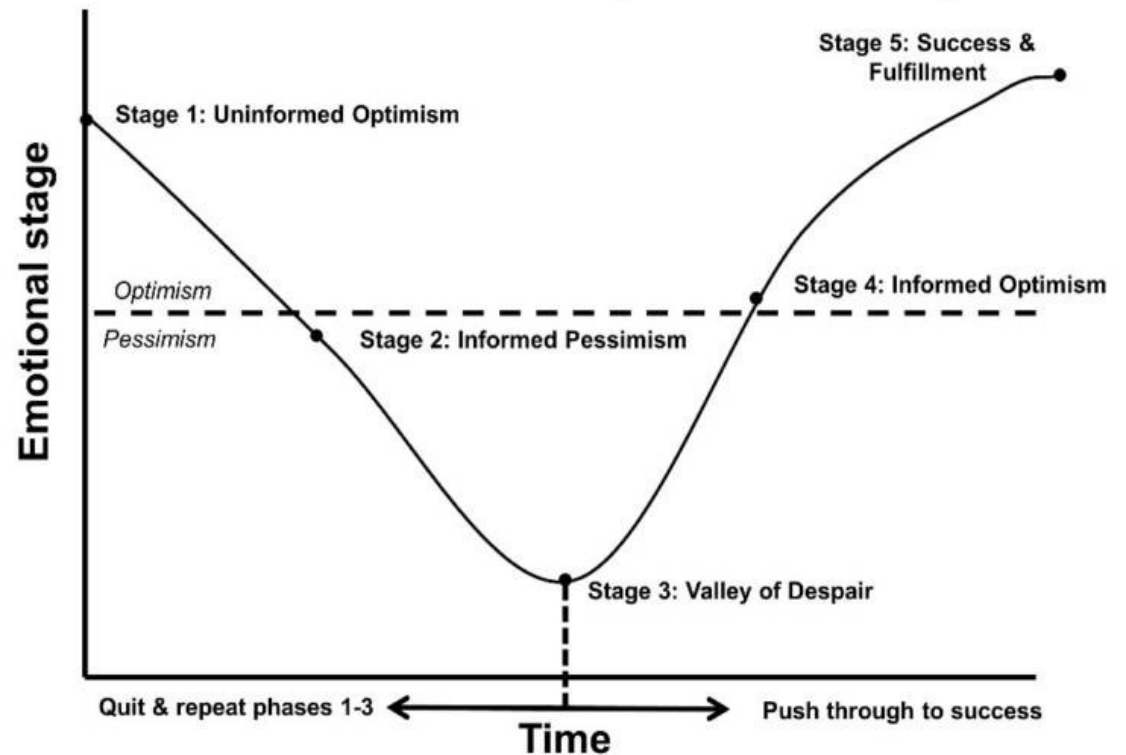 Stage 5: Success &
Fulfillment
Stage 1: Uninformed Optimism
Emotional stage
Optimism
Stage 4: Informed Optimism
Pessimism
Stage 2: Informed Pessimism
Stage 3: Valley of Despair
Quit & repeat phases 1-3
Push through to success
Time